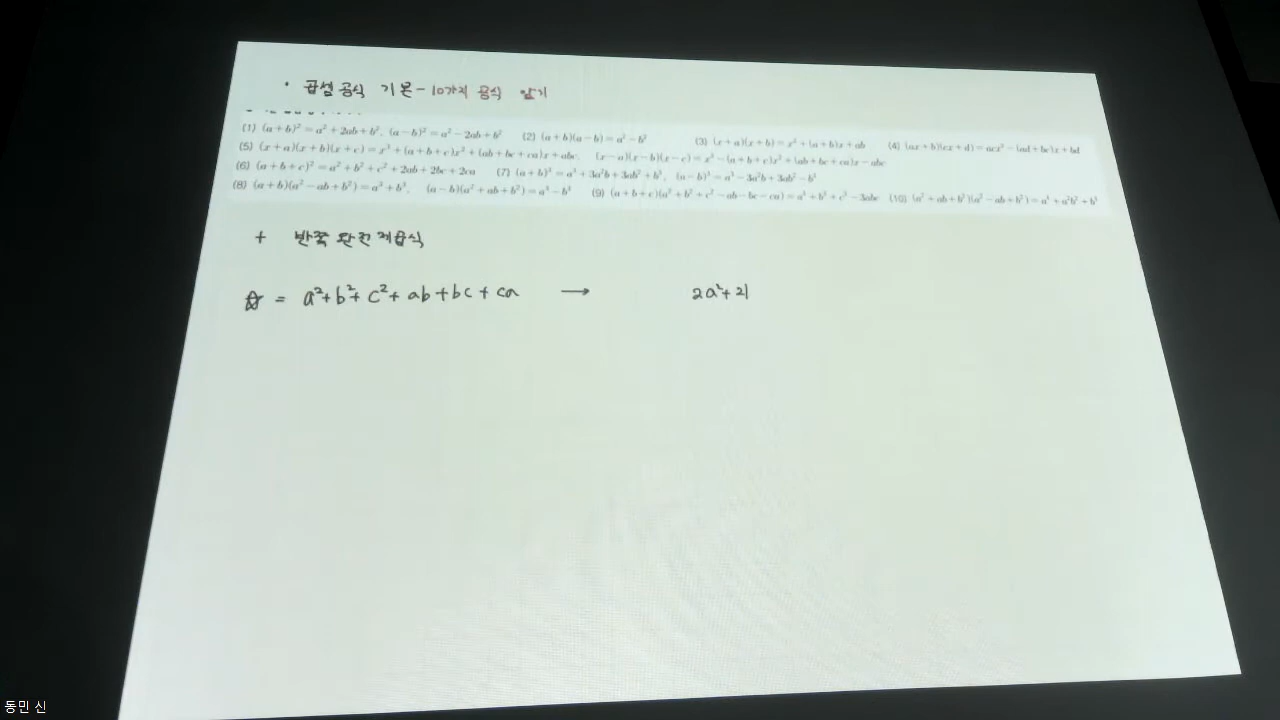 · 곱셈공식 기본 - 10가지 공식 암기
(1) (a+b)² = a²+2ab+b², (a−b)² = a²−2ab+b² (2) (a+b)(a−b) = a²−b² (3) (x+a)(x+b) = x²+(a+b)x+ab (4) (ax+b)(cx+d) = acx²+(ad+bc)x+bd
(5) (x+a)(x+b)(x+c) = x³+(a+b+c)x²+(ab+bc+ca)x+abc, (x−a)(x−b)(x−c) = x³−(a+b+c)x²+(ab+bc+ca)x−abc
(6) (a+b+c)² = a²+b²+c²+2ab+2bc+2ca (7) (a+b)³ = a³+3a²b+3ab²+b³, (a−b)³ = a³−3a²b+3ab²−b³
(8) (a+b)(a²−ab+b²) = a³+b³, (a−b)(a²+ab+b²) = a³−b³ (9) (a+b+c)(a²+b²+c²−ab−bc−ca) = a³+b³+c³−3abc (10) (a²+ab+b²)(a²−ab+b²) = a⁴+a²b²+b⁴
+ 반쪽 완전제곱식
☆ = a²+b²+c²+ab+bc+ca → 2a²+2
동민 신